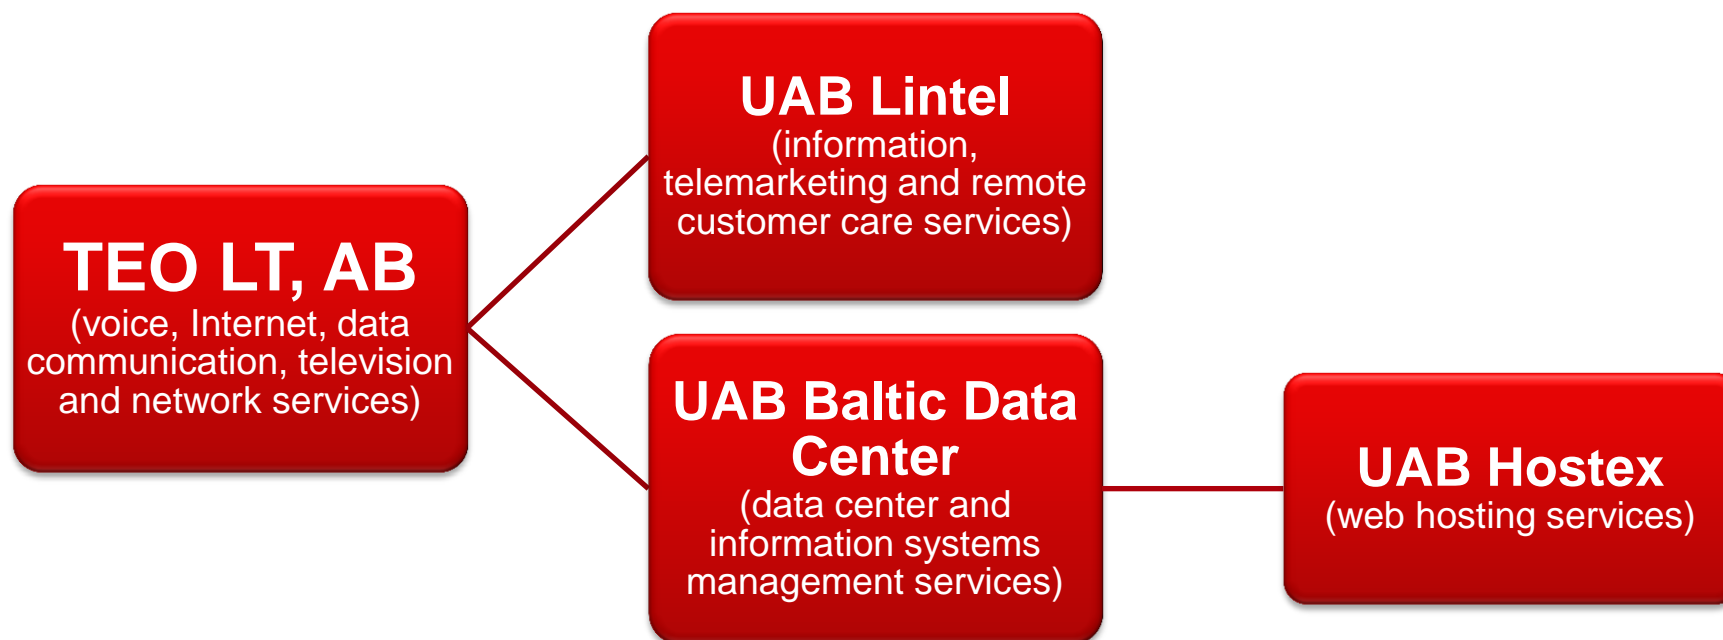 TEO LT, AB
(voice, Internet, data
communication, television
and network services)
UAB Lintel
(information,
telemarketing and remote
customer care services)
UAB Baltic Data
Center
(data center and
information systems
management services)
UAB Hostex
(web hosting services)